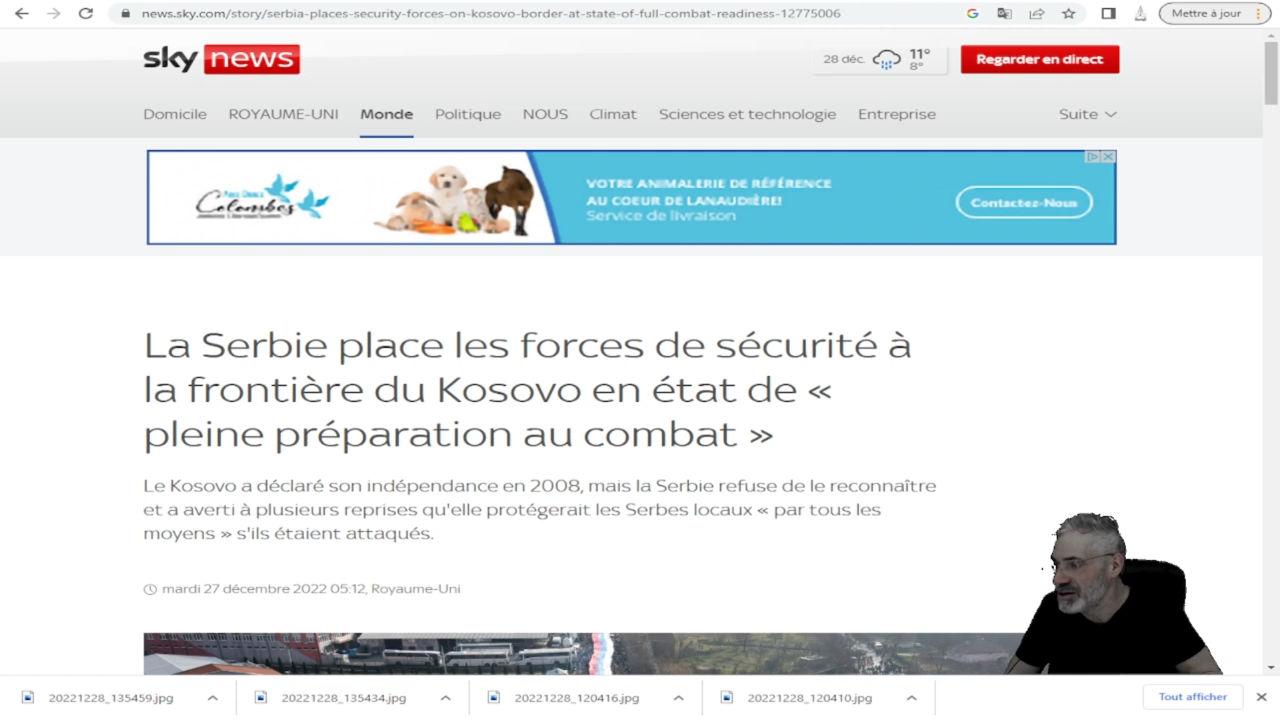 news.sky.com/story/serbia-places-security-forces-on-kosovo-border-at-state-of-full-combat-readiness-12775006
Mettre à jour
sky news
28 déc.
11°
8°
Regarder en direct
Domicile ROYAUME-UNI Monde Politique NOUS Climat Sciences et technologie Entreprise Suite
Colombes
VOTRE ANIMALERIE DE RÉFÉRENCE
AU COEUR DE LANAUDIÈRE!
Service de livraison
Contactez-Nous
La Serbie place les forces de sécurité à
la frontière du Kosovo en état de «
pleine préparation au combat »
Le Kosovo a déclaré son indépendance en 2008, mais la Serbie refuse de le reconnaître
et a averti à plusieurs reprises qu'elle protégerait les Serbes locaux « par tous les
moyens » s'ils étaient attaqués.
mardi 27 décembre 2022 05:12, Royaume-Uni
20221228_135459.jpg 20221228_135434.jpg 20221228_120416.jpg 20221228_120410.jpg Tout afficher